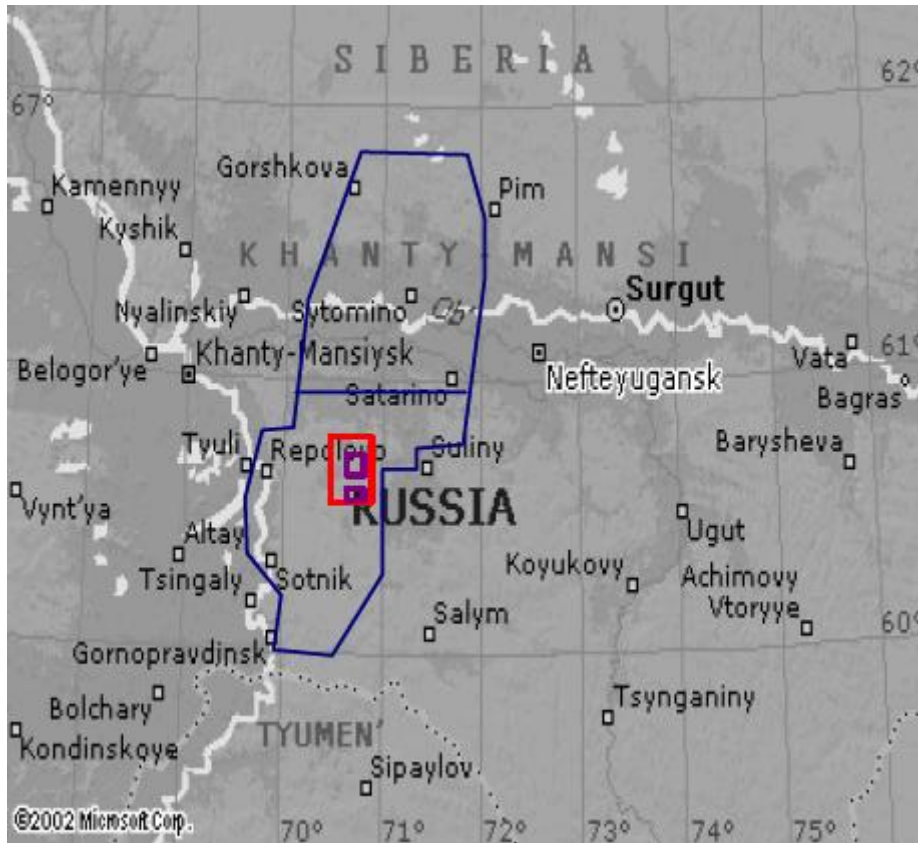 SIBERIA
62°
67°
Gorshkova
Kamennyy
Pim
Kyshik
KHANTY-MANSI
Surgut
Nyalinskiy
Sytomino
Ob'
Khanty-Mansiysk
Vata
61°
Belogor'ye
Nefteyugansk
Satarino
Bagras
Tyuli
Repolovo
Suliny
Barysheva
Vynt'ya
RUSSIA
Ugut
Altay
Koyukovy
Achimovy
Tsingaly
Sotnik
Vtoryye
Salym
60°
Gornopravdinsk
Tsynganiny
Bolchary
TYUMEN'
Kondinskoye
Sipaylov
©2002 Microsoft Corp.
70° 71° 72° 73° 74° 75°